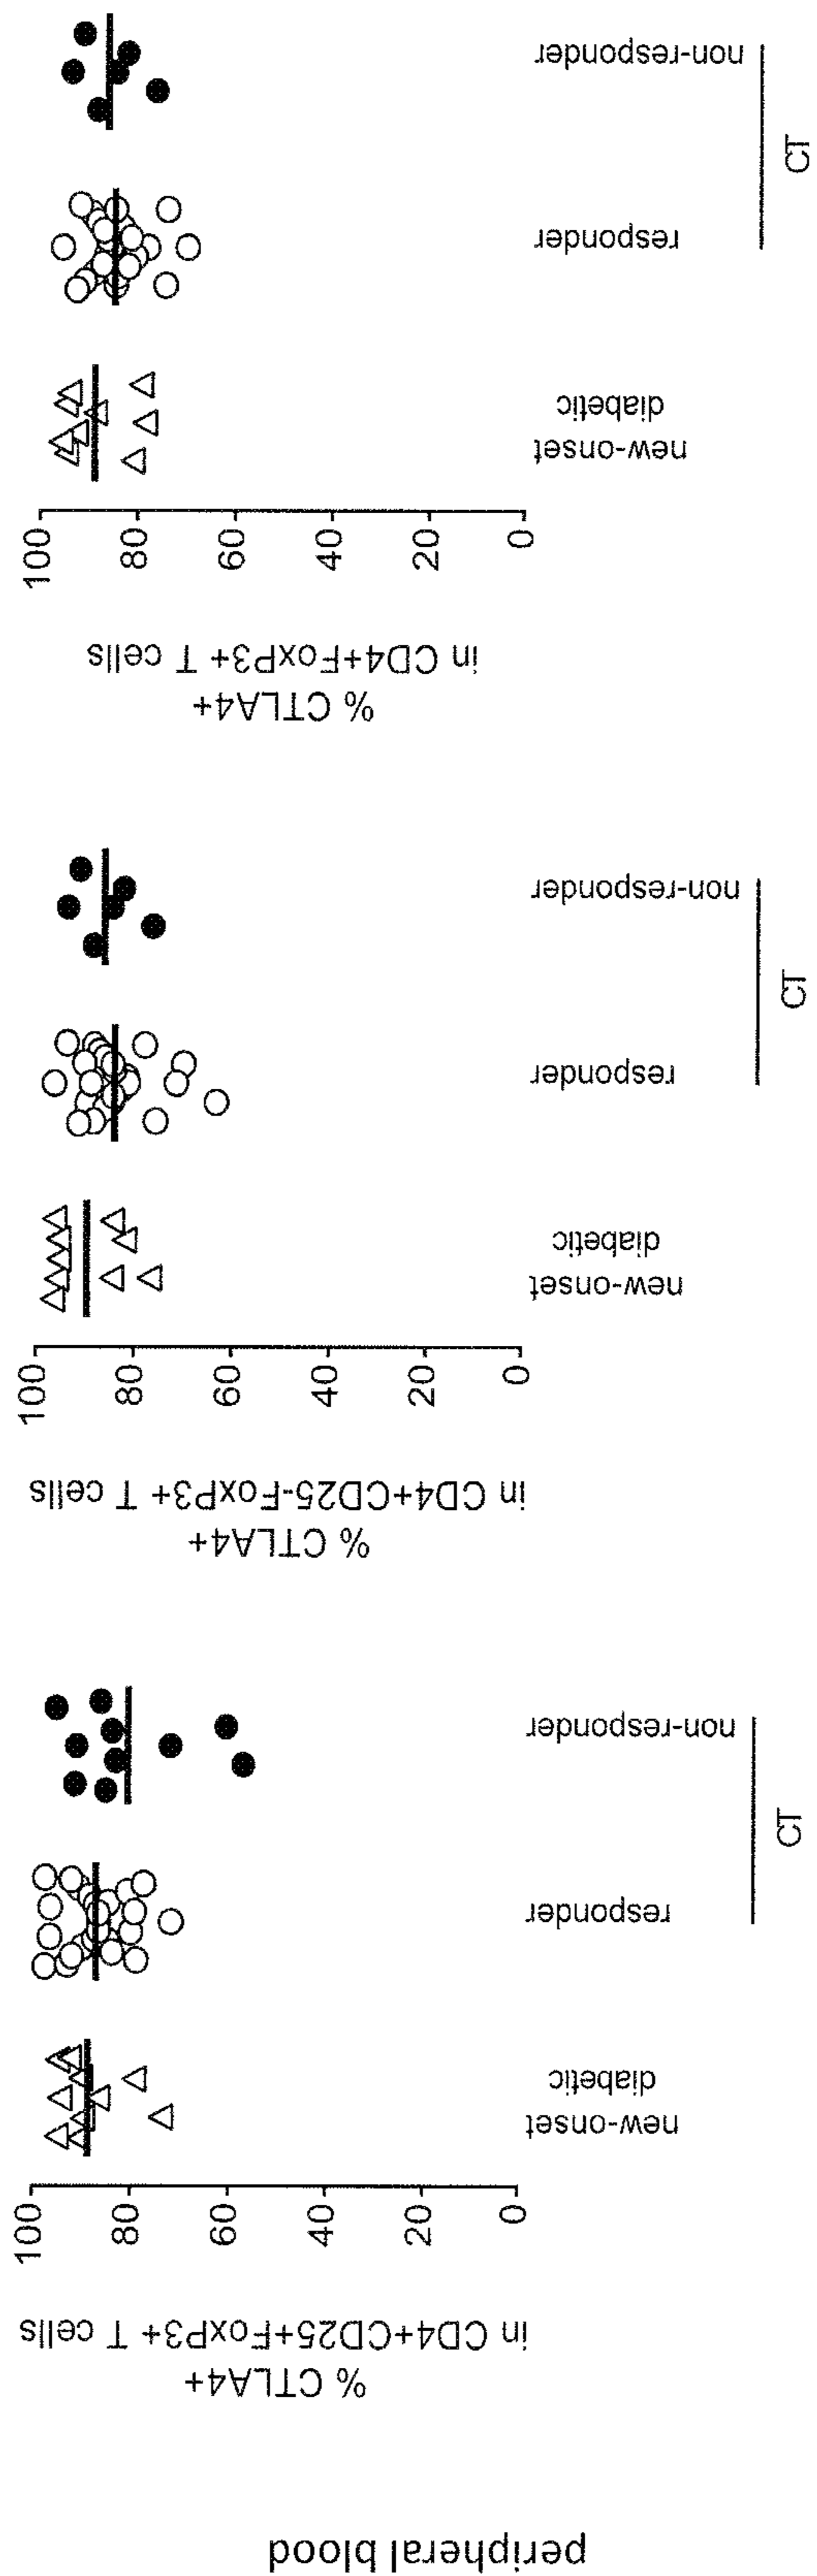 peripheral blood
% CTLA4+
in CD4+CD25+FoxP3+ T cells
100
80
60
40
20
0
new-onset
diabetic
responder
non-responder
CT
% CTLA4+
in CD4+CD25-FoxP3+ T cells
100
80
60
40
20
0
new-onset
diabetic
responder
non-responder
CT
% CTLA4+
in CD4+FoxP3+ T cells
100
80
60
40
20
0
new-onset
diabetic
responder
non-responder
CT